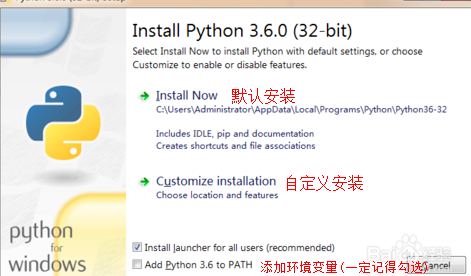 Install Python 3.6.0 (32-bit)
Select Install Now to install Python with default settings, or choose
Customize to enable or disable features.
Install Now 默认安装
C:\Users\Administrator\AppData\Local\Programs\Python\Python36-32
Includes IDLE, pip and documentation
Creates shortcuts and file associations
Customize installation 自定义安装
Choose location and features
python
for
windows
Install launcher for all users (recommended)
Add Python 3.6 to PATH 添加环境变量(一定记得勾选)
Cancel